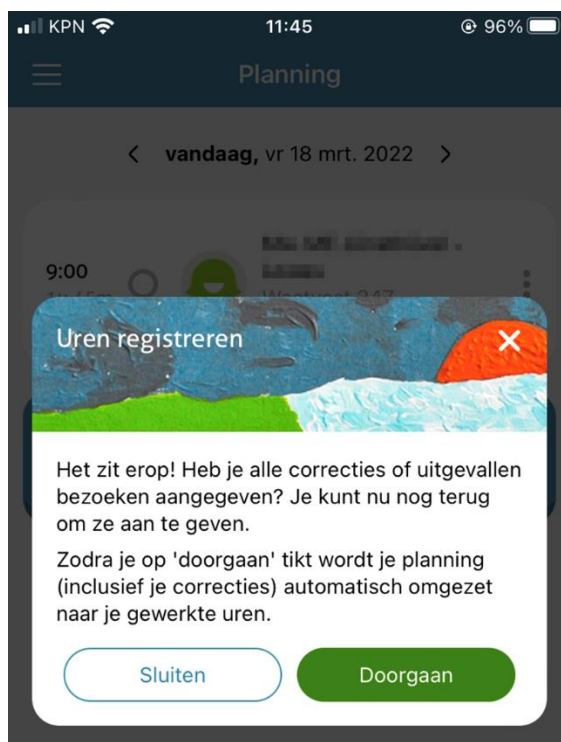 KPN 11:45 96%
Planning
vandaag, vr 18 mrt. 2022
9:00
Uren registreren
Het zit erop! Heb je alle correcties of uitgevallen
bezoeken aangegeven? Je kunt nu nog terug
om ze aan te geven.
Zodra je op 'doorgaan' tikt wordt je planning
(inclusief je correcties) automatisch omgezet
naar je gewerkte uren.
Sluiten Doorgaan